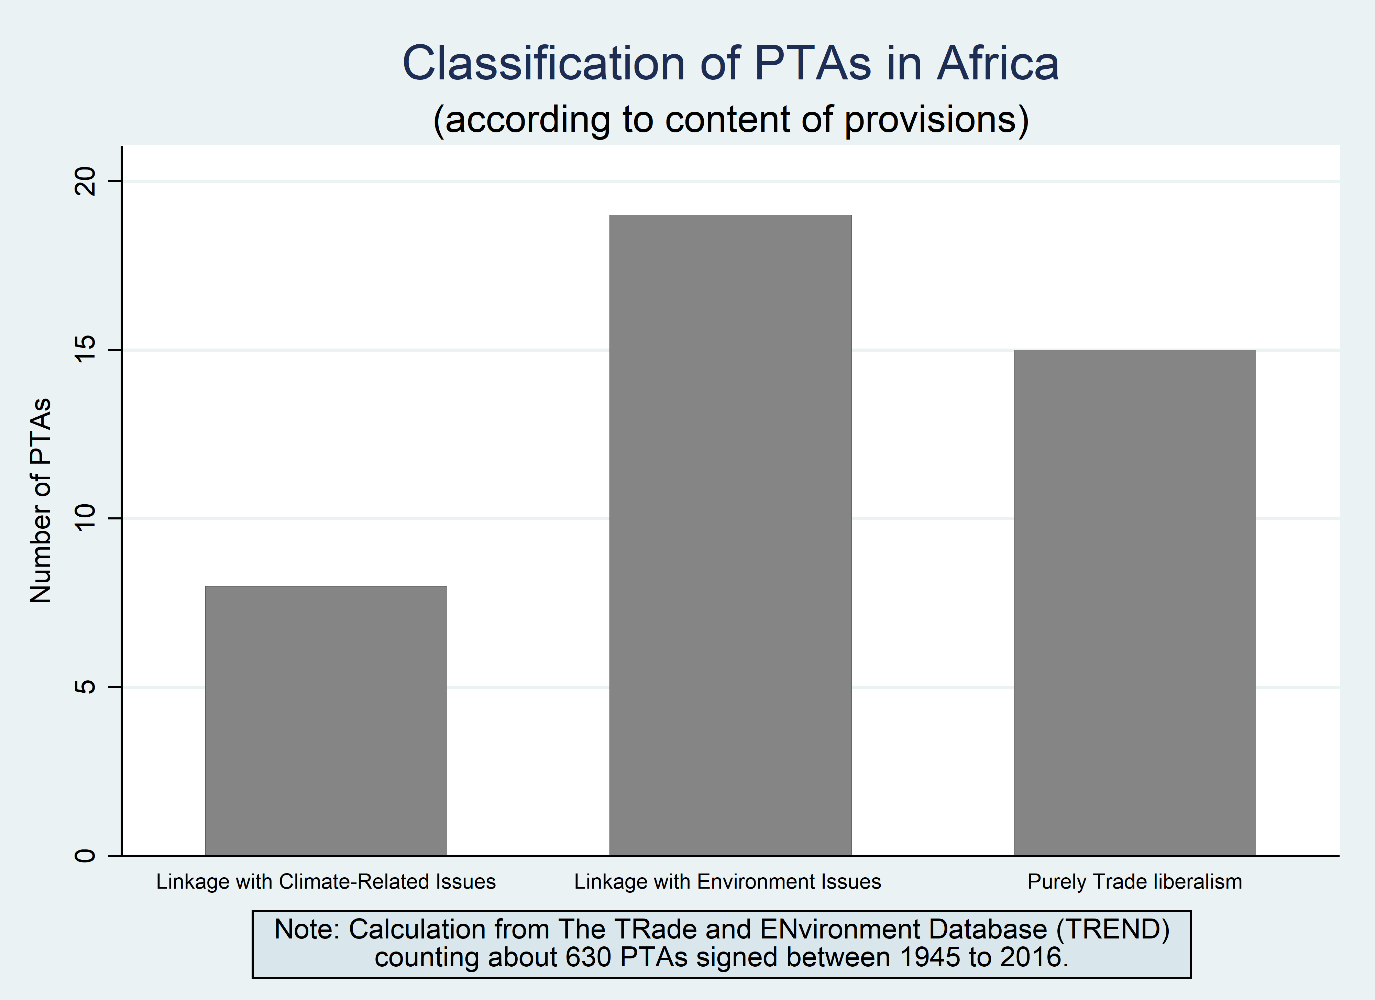 Classification of PTAs in Africa
(according to content of provisions)
Number of PTAs
20
15
10
5
0
Linkage with Climate-Related Issues
Linkage with Environment Issues
Purely Trade liberalism
Note: Calculation from The TRade and ENvironment Database (TREND)
counting about 630 PTAs signed between 1945 to 2016.